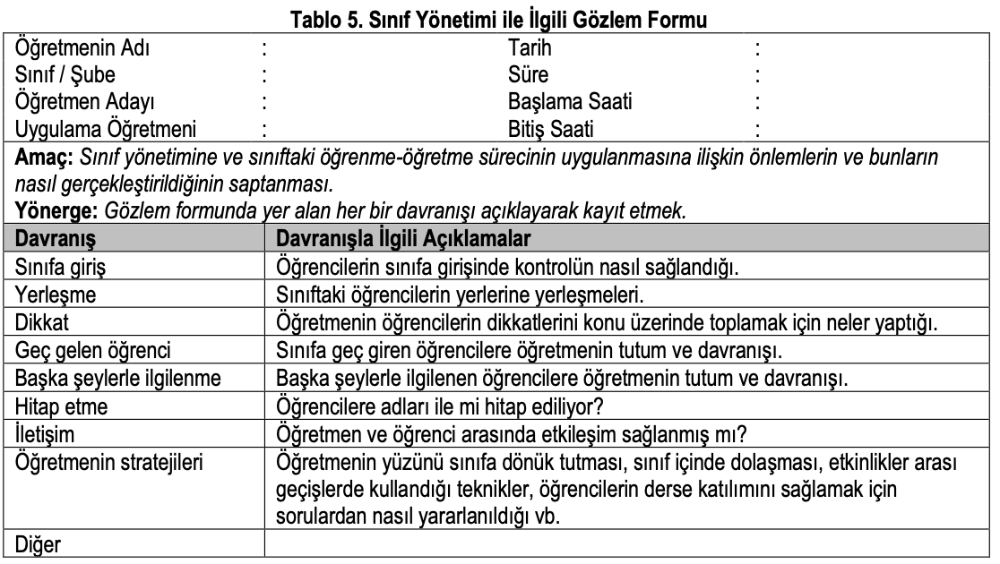 Tablo 5. Sınıf Yönetimi ile İlgili Gözlem Formu
Öğretmenin Adı : Tarih :
Sınıf / Şube : Süre :
Öğretmen Adayı : Başlama Saati :
Uygulama Öğretmeni : Bitiş Saati :
Amaç: Sınıf yönetimine ve sınıftaki öğrenme-öğretme sürecinin uygulanmasına ilişkin önlemlerin ve bunların
nasıl gerçekleştirildiğinin saptanması.
Yönerge: Gözlem formunda yer alan her bir davranışı açıklayarak kayıt etmek.
Davranış Davranışla İlgili Açıklamalar
Sınıfa giriş Öğrencilerin sınıfa girişinde kontrolün nasıl sağlandığı.
Yerleşme Sınıftaki öğrencilerin yerlerine yerleşmeleri.
Dikkat Öğretmenin öğrencilerin dikkatlerini konu üzerinde toplamak için neler yaptığı.
Geç gelen öğrenci Sınıfa geç giren öğrencilere öğretmenin tutum ve davranışı.
Başka şeylerle ilgilenme Başka şeylerle ilgilenen öğrencilere öğretmenin tutum ve davranışı.
Hitap etme Öğrencilere adları ile mi hitap ediliyor?
İletişim Öğretmen ve öğrenci arasında etkileşim sağlanmış mı?
Öğretmenin stratejileri Öğretmenin yüzünü sınıfa dönük tutması, sınıf içinde dolaşması, etkinlikler arası
geçişlerde kullandığı teknikler, öğrencilerin derse katılımını sağlamak için
sorulardan nasıl yararlanıldığı vb.
Diğer